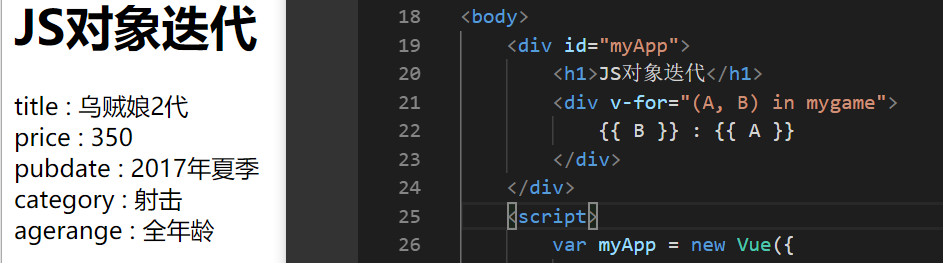 JS对象迭代
title : 乌贼娘2代
price : 350
pubdate : 2017年夏季
category : 射击
agerange : 全年龄
18 <body>
19 <div id="myApp">
20 <h1>JS对象迭代</h1>
21 <div v-for="(A, B) in mygame">
22 {{ B }} : {{ A }}
23 </div>
24 </div>
25 <script>
26 var myApp = new Vue({